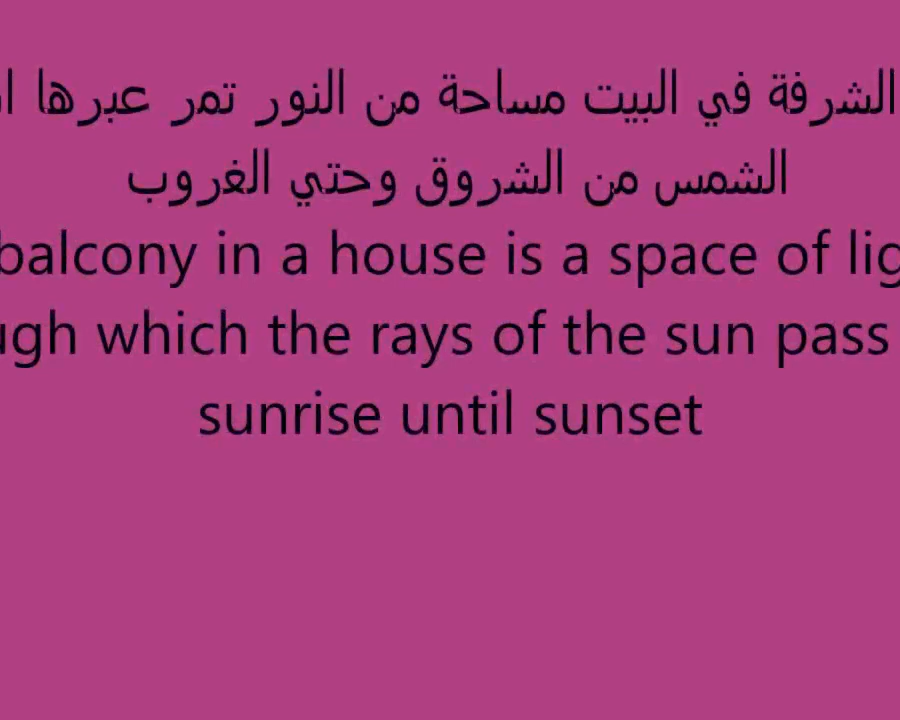 الشرفة في البيت مساحة من النور تمر عبرها
الشمس من الشروق وحتي الغروب
balcony in a house is a space of
which the rays of the sun pass
sunrise until sunset